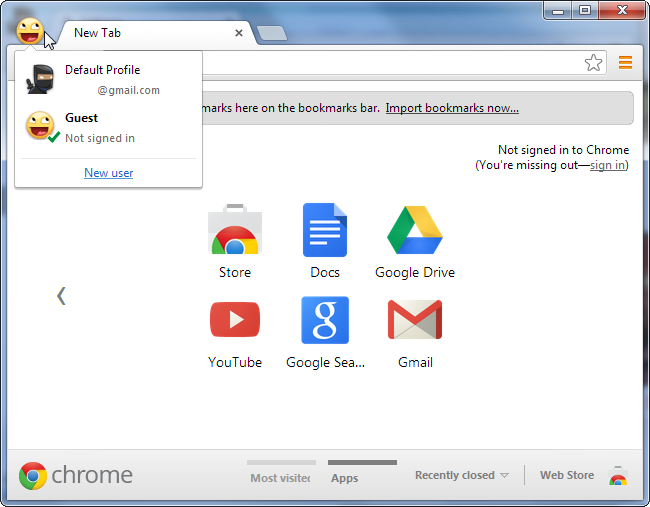 New Tab
Default Profile
@gmail.com
Guest
Not signed in
New user
marks here on the bookmarks bar. Import bookmarks now...
Not signed in to Chrome
(You're missing out—sign in)
Store
Docs
Google Drive
YouTube
Google Sea...
Gmail
chrome
Most visited
Apps
Recently closed
Web Store